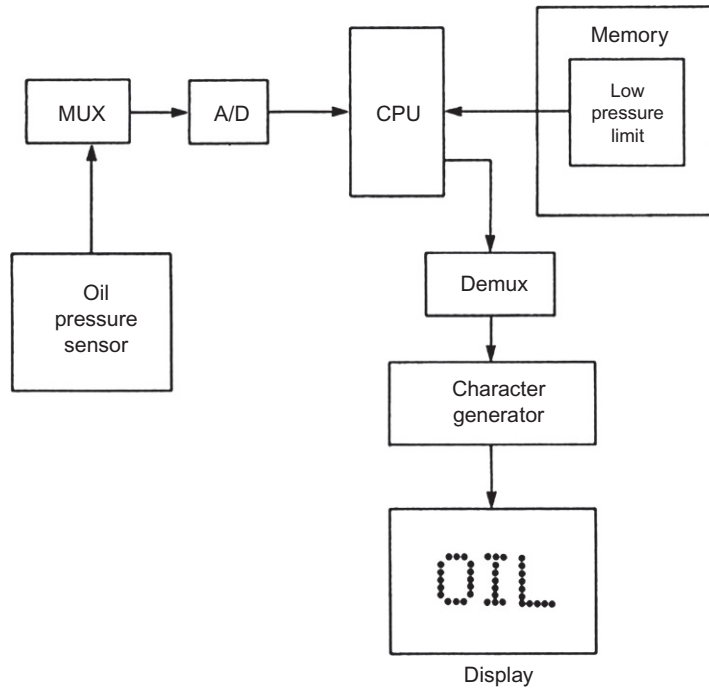 Memory
MUX
A/D
CPU
Low
pressure
limit
Oil
pressure
sensor
Demux
Character
generator
OIL
Display